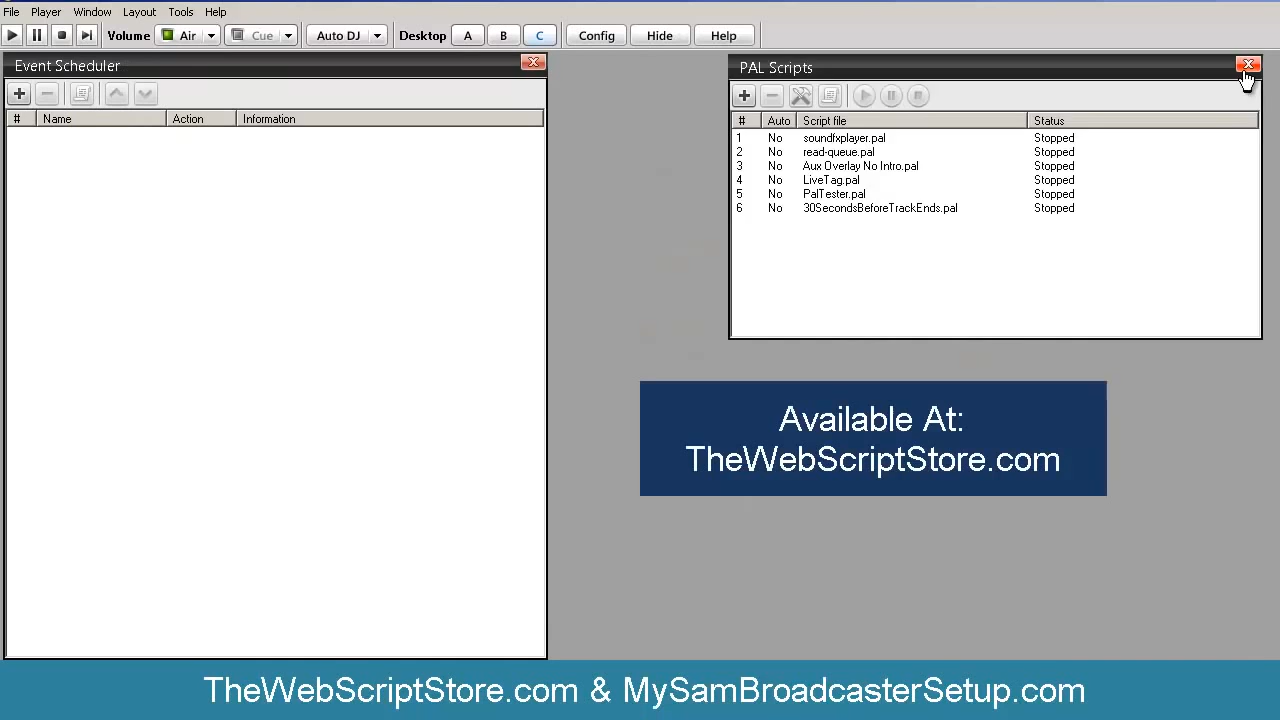 File Player Window Layout Tools Help
Volume Air Cue Auto DJ Desktop A B C Config Hide Help
Event Scheduler
# Name Action Information
PAL Scripts
# Auto Script file Status
1 No soundfxplayer.pal Stopped
2 No read-queue.pal Stopped
3 No Aux Overlay No Intro.pal Stopped
4 No LiveTag.pal Stopped
5 No PalTester.pal Stopped
6 No 30SecondsBeforeTrackEnds.pal Stopped
Available At:
TheWebScriptStore.com
TheWebScriptStore.com & MySamBroadcasterSetup.com